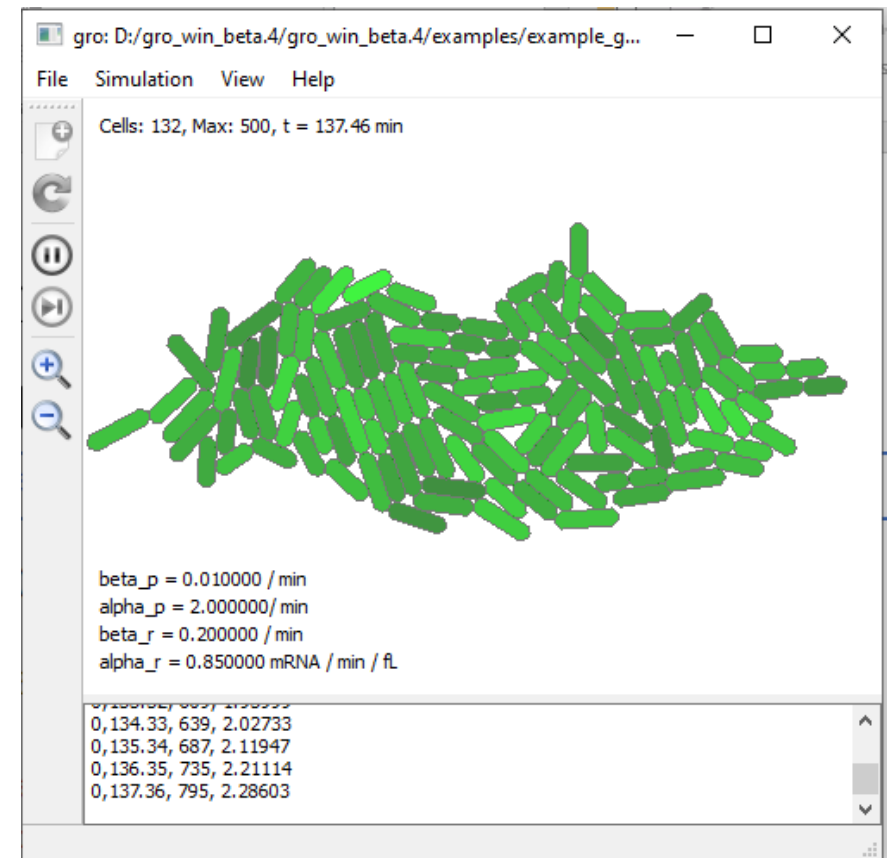 gro: D:/gro_win_beta.4/gro_win_beta.4/examples/example_g...
File Simulation View Help
Cells: 132, Max: 500, t = 137.46 min
beta_p = 0.010000 / min
alpha_p = 2.000000/ min
beta_r = 0.200000 / min
alpha_r = 0.850000 mRNA / min / fL
0,134.33, 639, 2.02733
0,135.34, 687, 2.11947
0,136.35, 735, 2.21114
0,137.36, 795, 2.28603